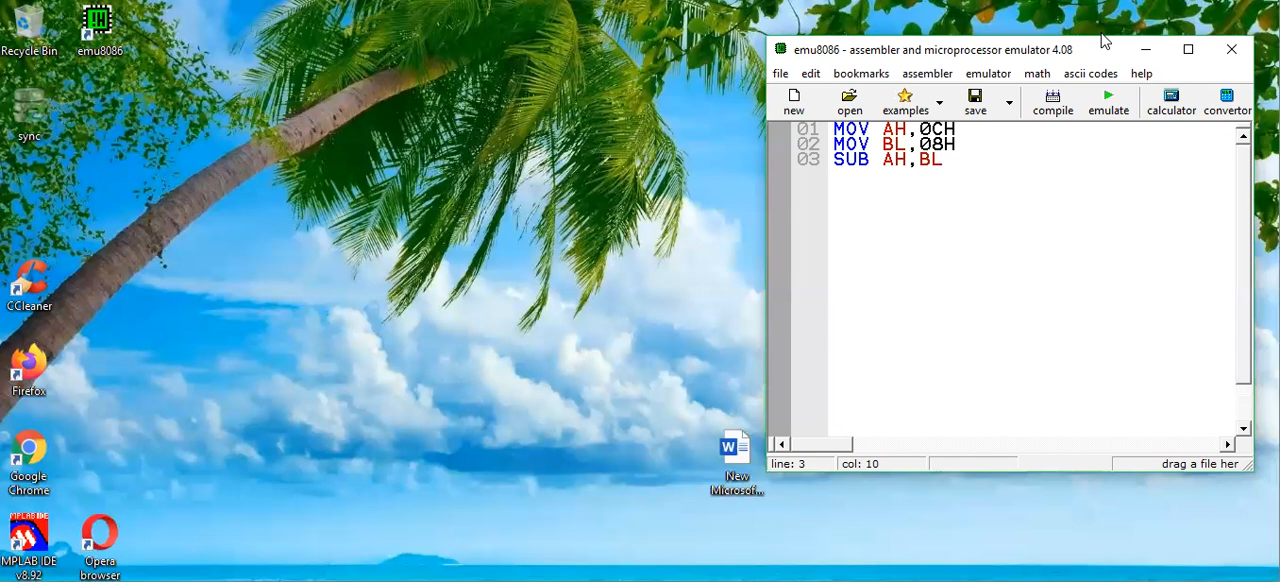 Recycle Bin
emu8086
sync
CCleaner
Firefox
Google
Chrome
MPLAB IDE
MPLAB IDE
v8.92
Opera
browser
W
New
Microsof...
emu8086 - assembler and microprocessor emulator 4.08
file edit bookmarks assembler emulator math ascii codes help
new open examples save compile emulate calculator convertor
01 MOV AH,0CH
02 MOV BL,08H
03 SUB AH,BL
line: 3 col: 10 drag a file her